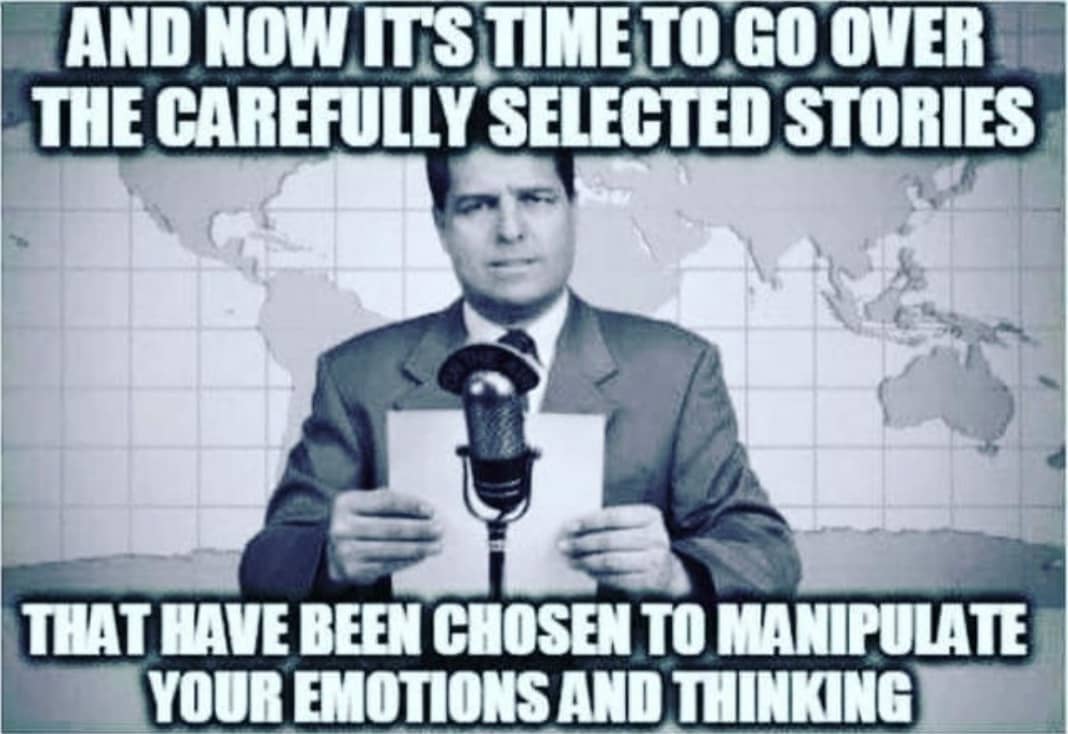 AND NOW IT'S TIME TO GO OVER
THE CAREFULLY SELECTED STORIES
THAT HAVE BEEN CHOSEN TO MANIPULATE
YOUR EMOTIONS AND THINKING